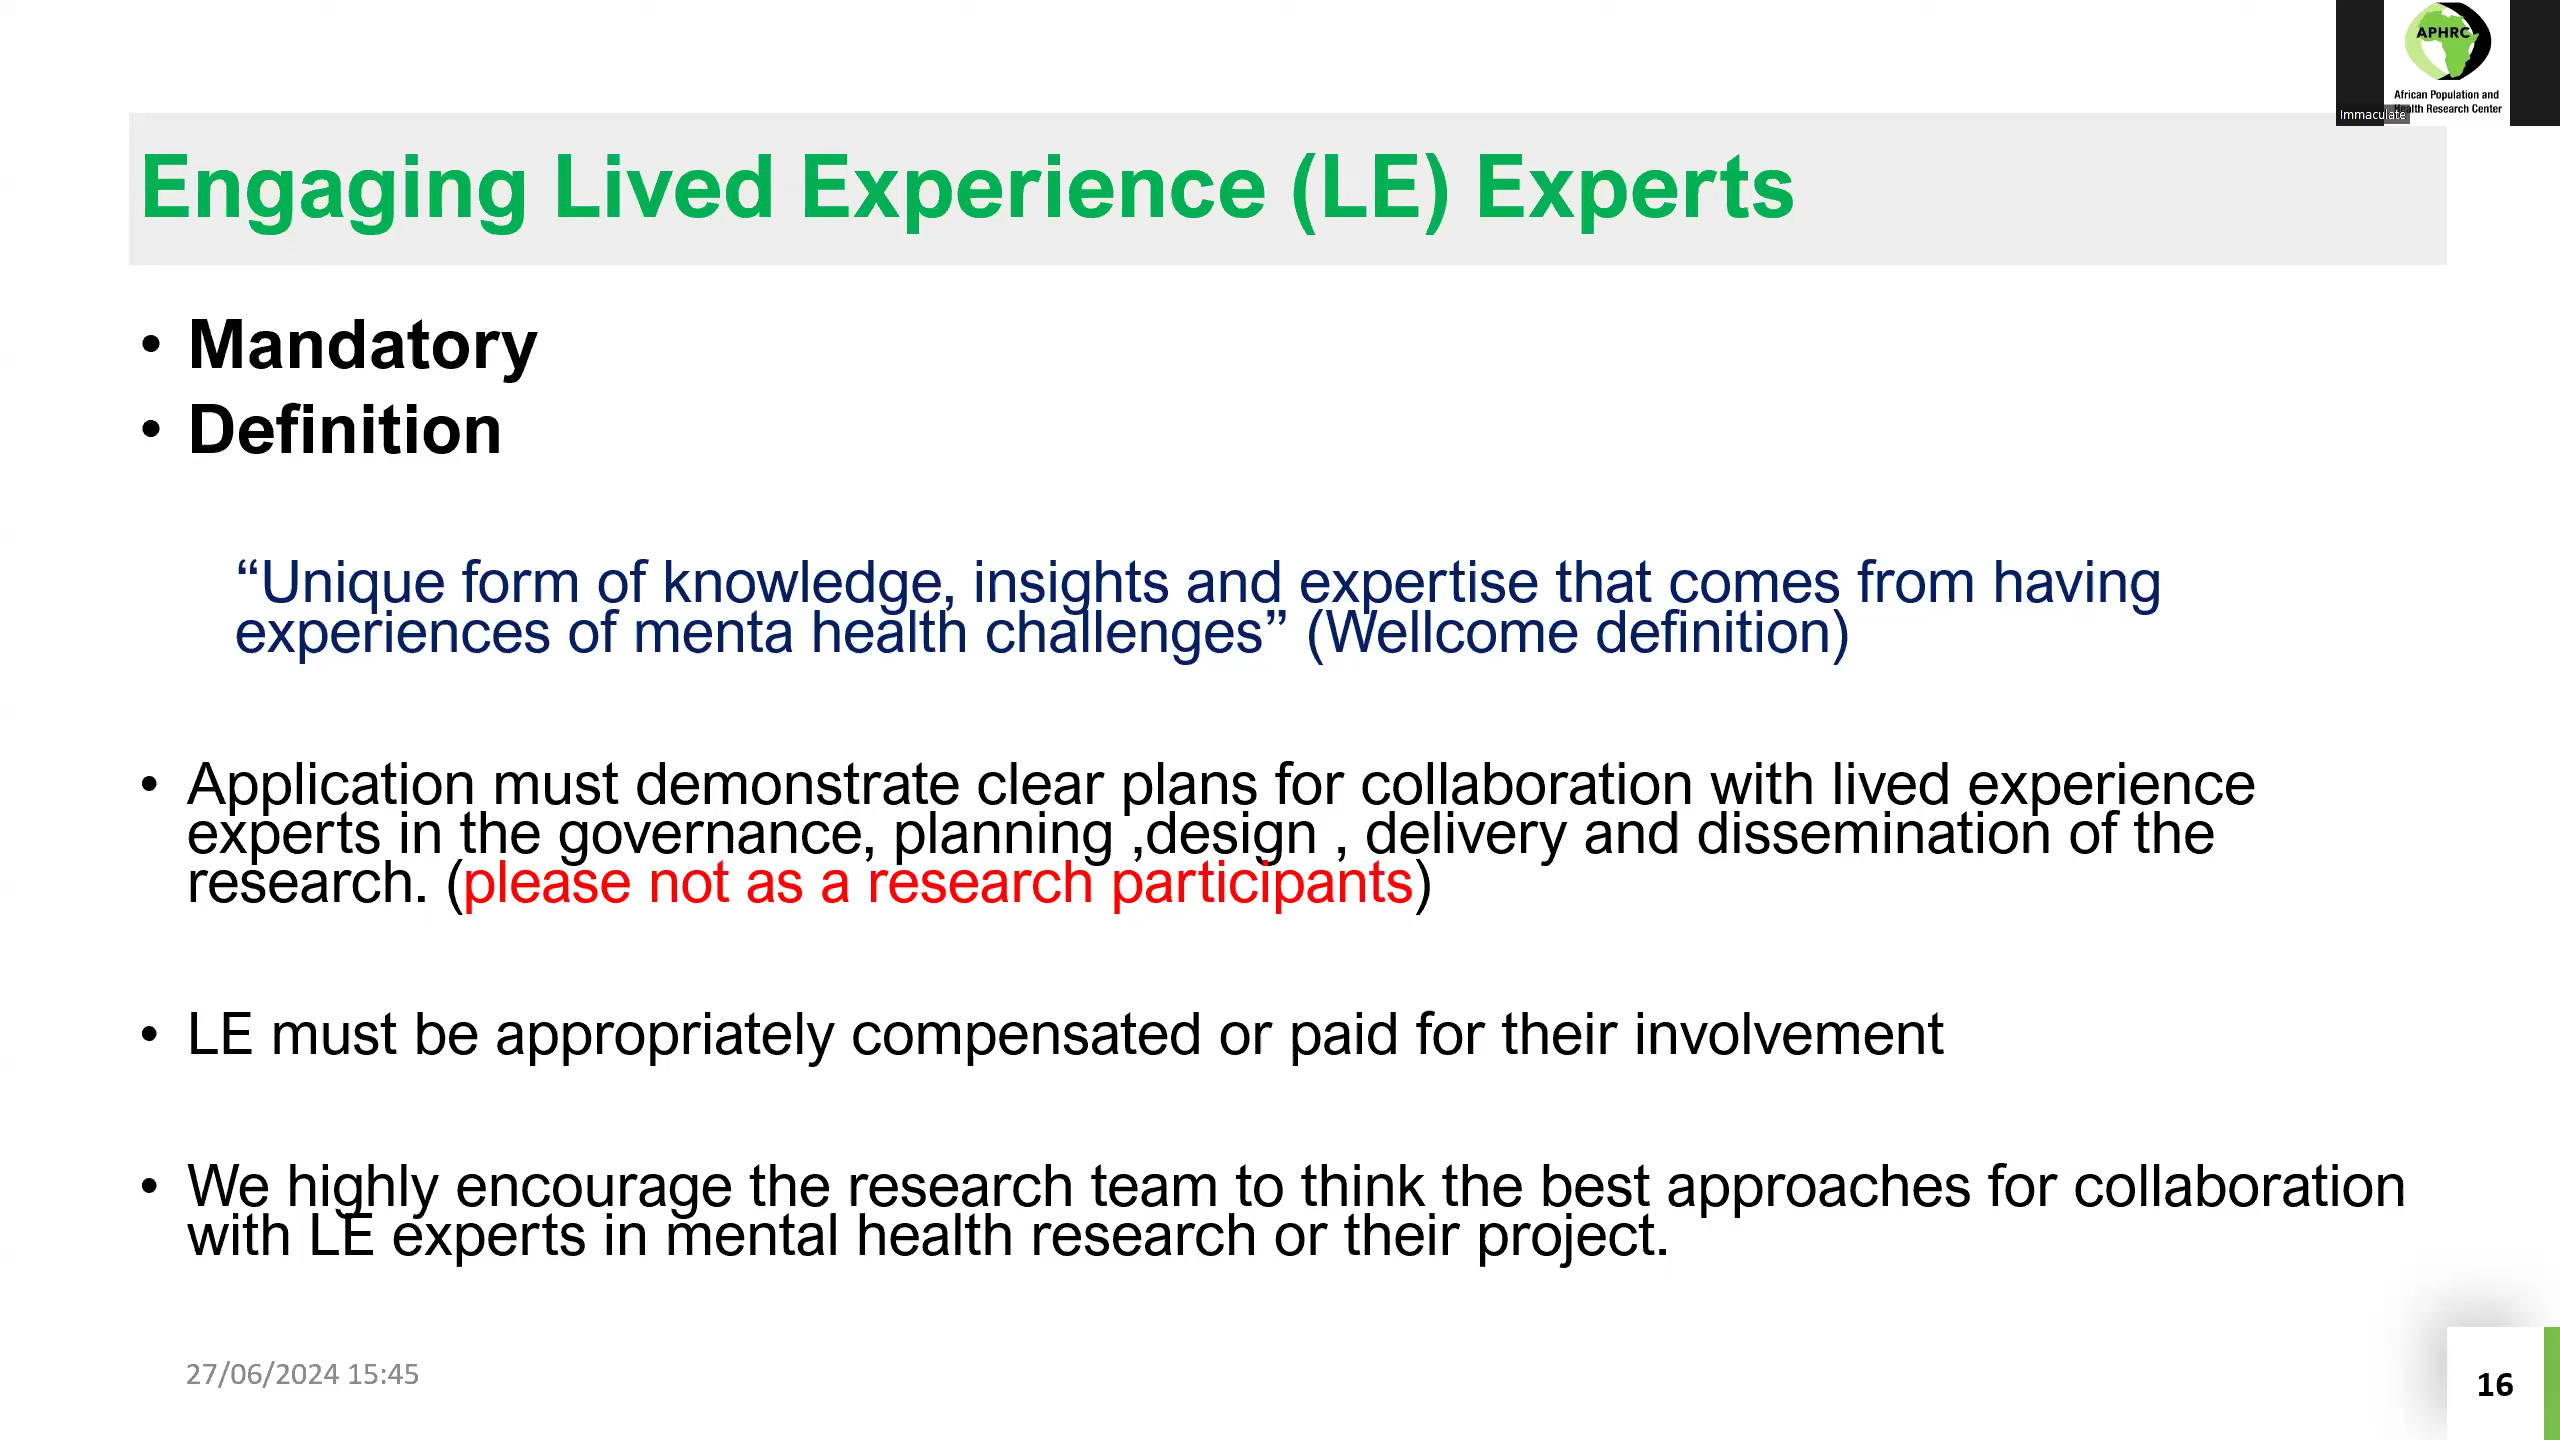 APHRC
African Population and
Health Research Center
Immaculate
Engaging Lived Experience (LE) Experts
• Mandatory
• Definition
“Unique form of knowledge, insights and expertise that comes from having
experiences of menta health challenges” (Wellcome definition)
• Application must demonstrate clear plans for collaboration with lived experience
experts in the governance, planning ,design , delivery and dissemination of the
research. (please not as a research participants)
• LE must be appropriately compensated or paid for their involvement
• We highly encourage the research team to think the best approaches for collaboration
with LE experts in mental health research or their project.
27/06/2024 15:45
16